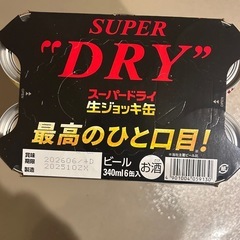 SUPER
"DRY"
スーパードライ
生ジョッキ缶
最高のひと口目!
賞味
期限
202606
製造
ビール
340ml 6缶入
お酒